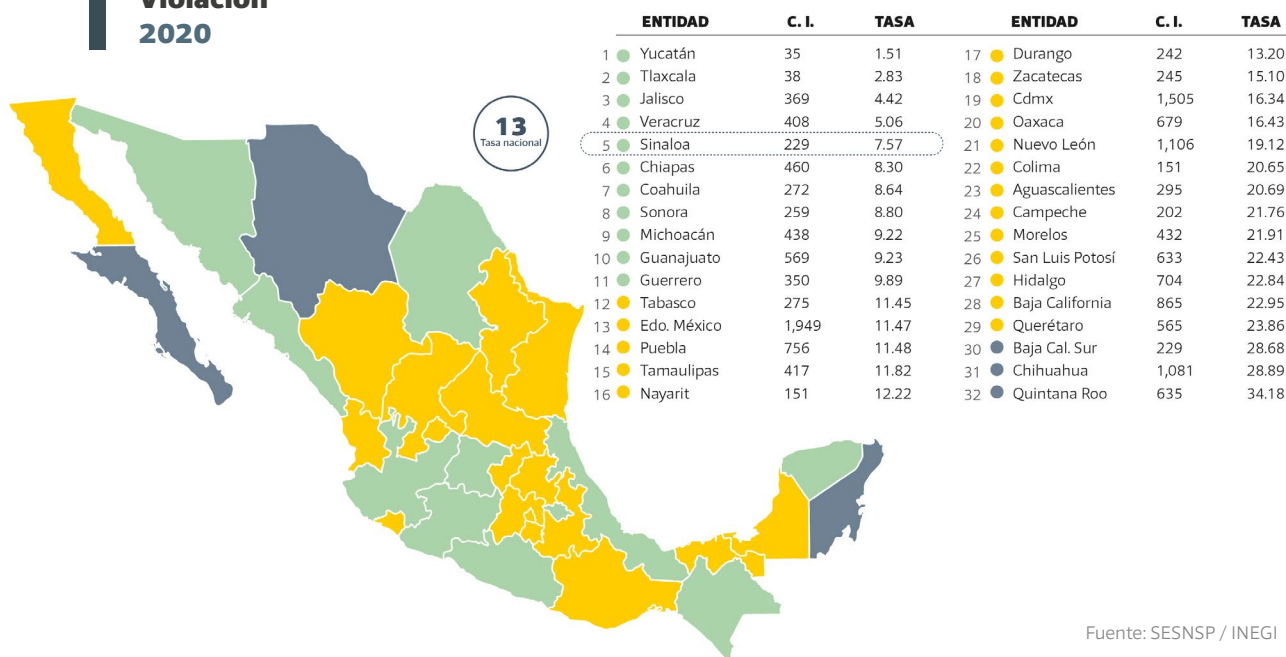 Violación
2020
13
Tasa nacional
ENTIDAD C. I. TASA
1 Yucatán 35 1.51
2 Tlaxcala 38 2.83
3 Jalisco 369 4.42
4 Veracruz 408 5.06
5 Sinaloa 229 7.57
6 Chiapas 460 8.30
7 Coahuila 272 8.64
8 Sonora 259 8.80
9 Michoacán 438 9.22
10 Guanajuato 569 9.23
11 Guerrero 350 9.89
12 Tabasco 275 11.45
13 Edo. México 1,949 11.47
14 Puebla 756 11.48
15 Tamaulipas 417 11.82
16 Nayarit 151 12.22
ENTIDAD C. I. TASA
17 Durango 242 13.20
18 Zacatecas 245 15.10
19 Cdmx 1,505 16.34
20 Oaxaca 679 16.43
21 Nuevo León 1,106 19.12
22 Colima 151 20.65
23 Aguascalientes 295 20.69
24 Campeche 202 21.76
25 Morelos 432 21.91
26 San Luis Potosí 633 22.43
27 Hidalgo 704 22.84
28 Baja California 865 22.95
29 Querétaro 565 23.86
30 Baja Cal. Sur 229 28.68
31 Chihuahua 1,081 28.89
32 Quintana Roo 635 34.18
Fuente: SESNSP / INEGI